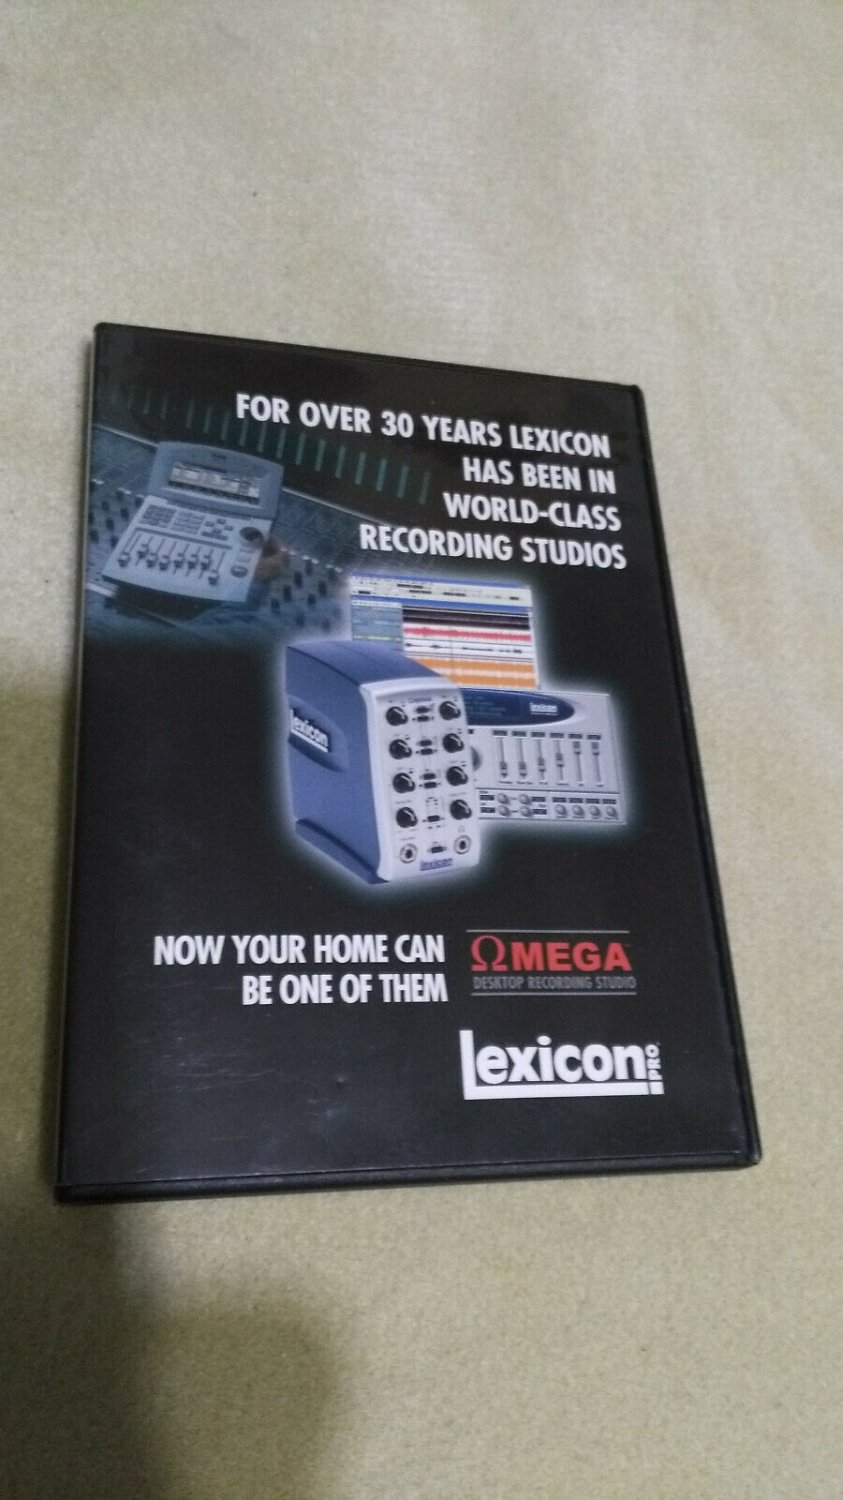 FOR OVER 30 YEARS LEXICON
HAS BEEN IN
WORLD-CLASS
RECORDING STUDIOS
lexicon
lexicon
lexicon
NOW YOUR HOME CAN
BE ONE OF THEM
ΩMEGA
DESKTOP RECORDING STUDIO
Lexicon PRO